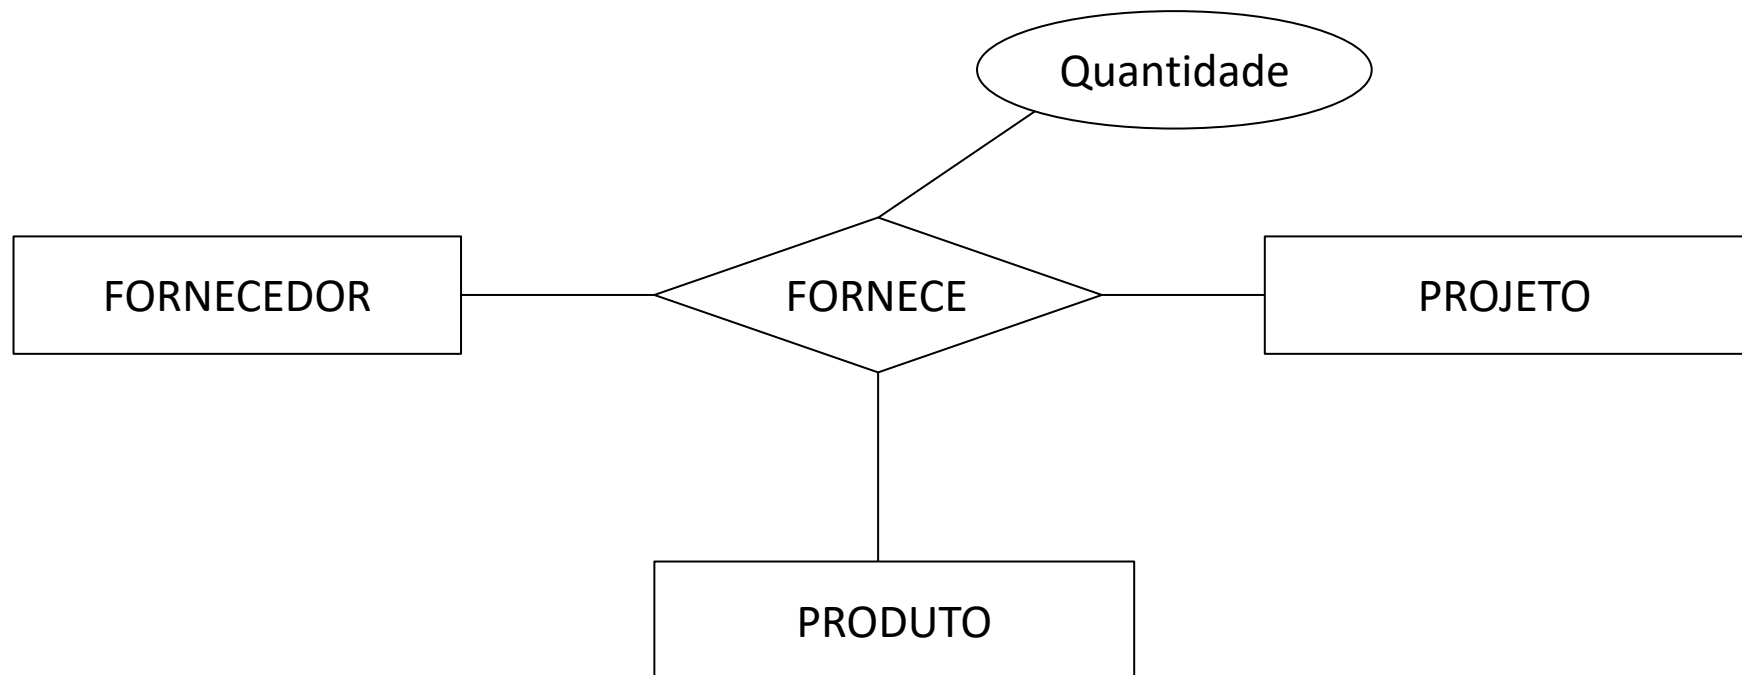 Quantidade
FORNECEDOR
FORNECE
PROJETO
PRODUTO